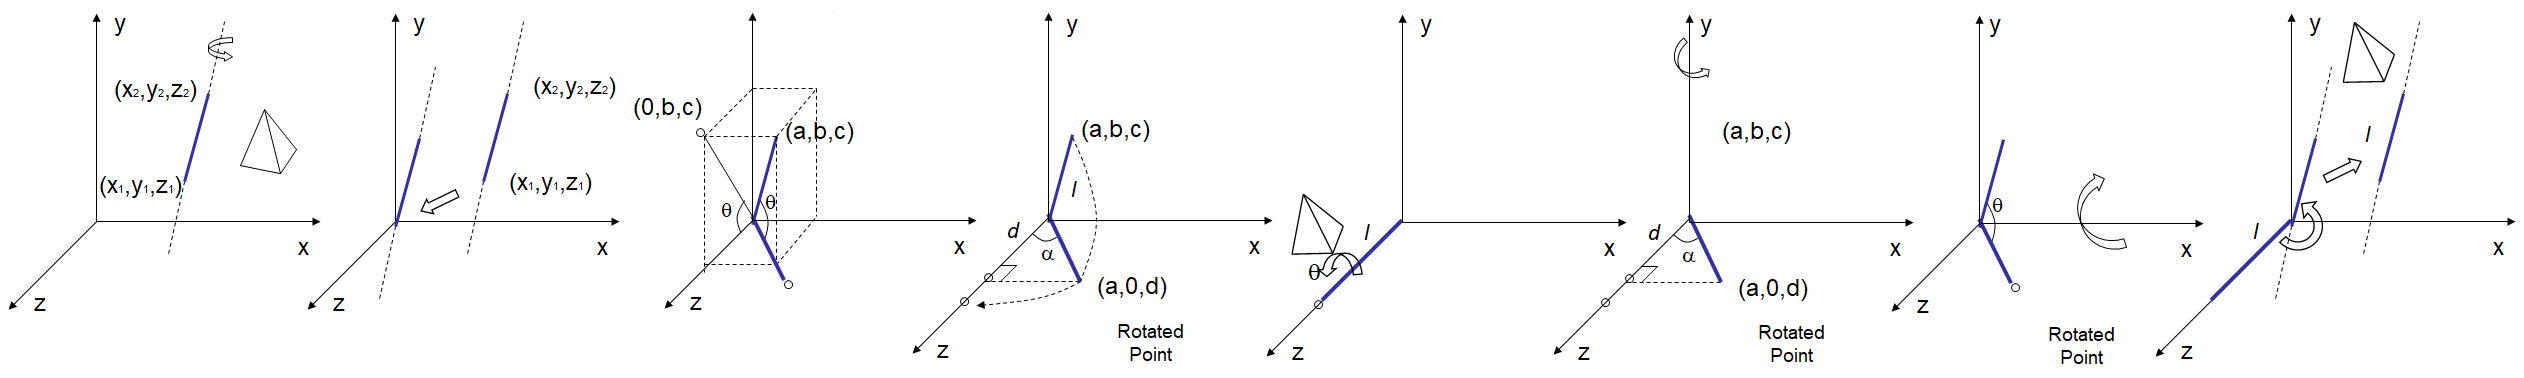 y
(x2,y2,z2)
(x1,y1,z1)
x
z
y
(x2,y2,z2)
(x1,y1,z1)
x
z
(0,b,c)
(a,b,c)
θ
θ
x
z
y
(a,b,c)
l
d
α
x
(a,0,d)
Rotated
Point
z
y
l
θ
x
z
y
(a,b,c)
d
α
x
(a,0,d)
Rotated
Point
z
y
θ
x
z
Rotated
Point
y
l
l
x
z